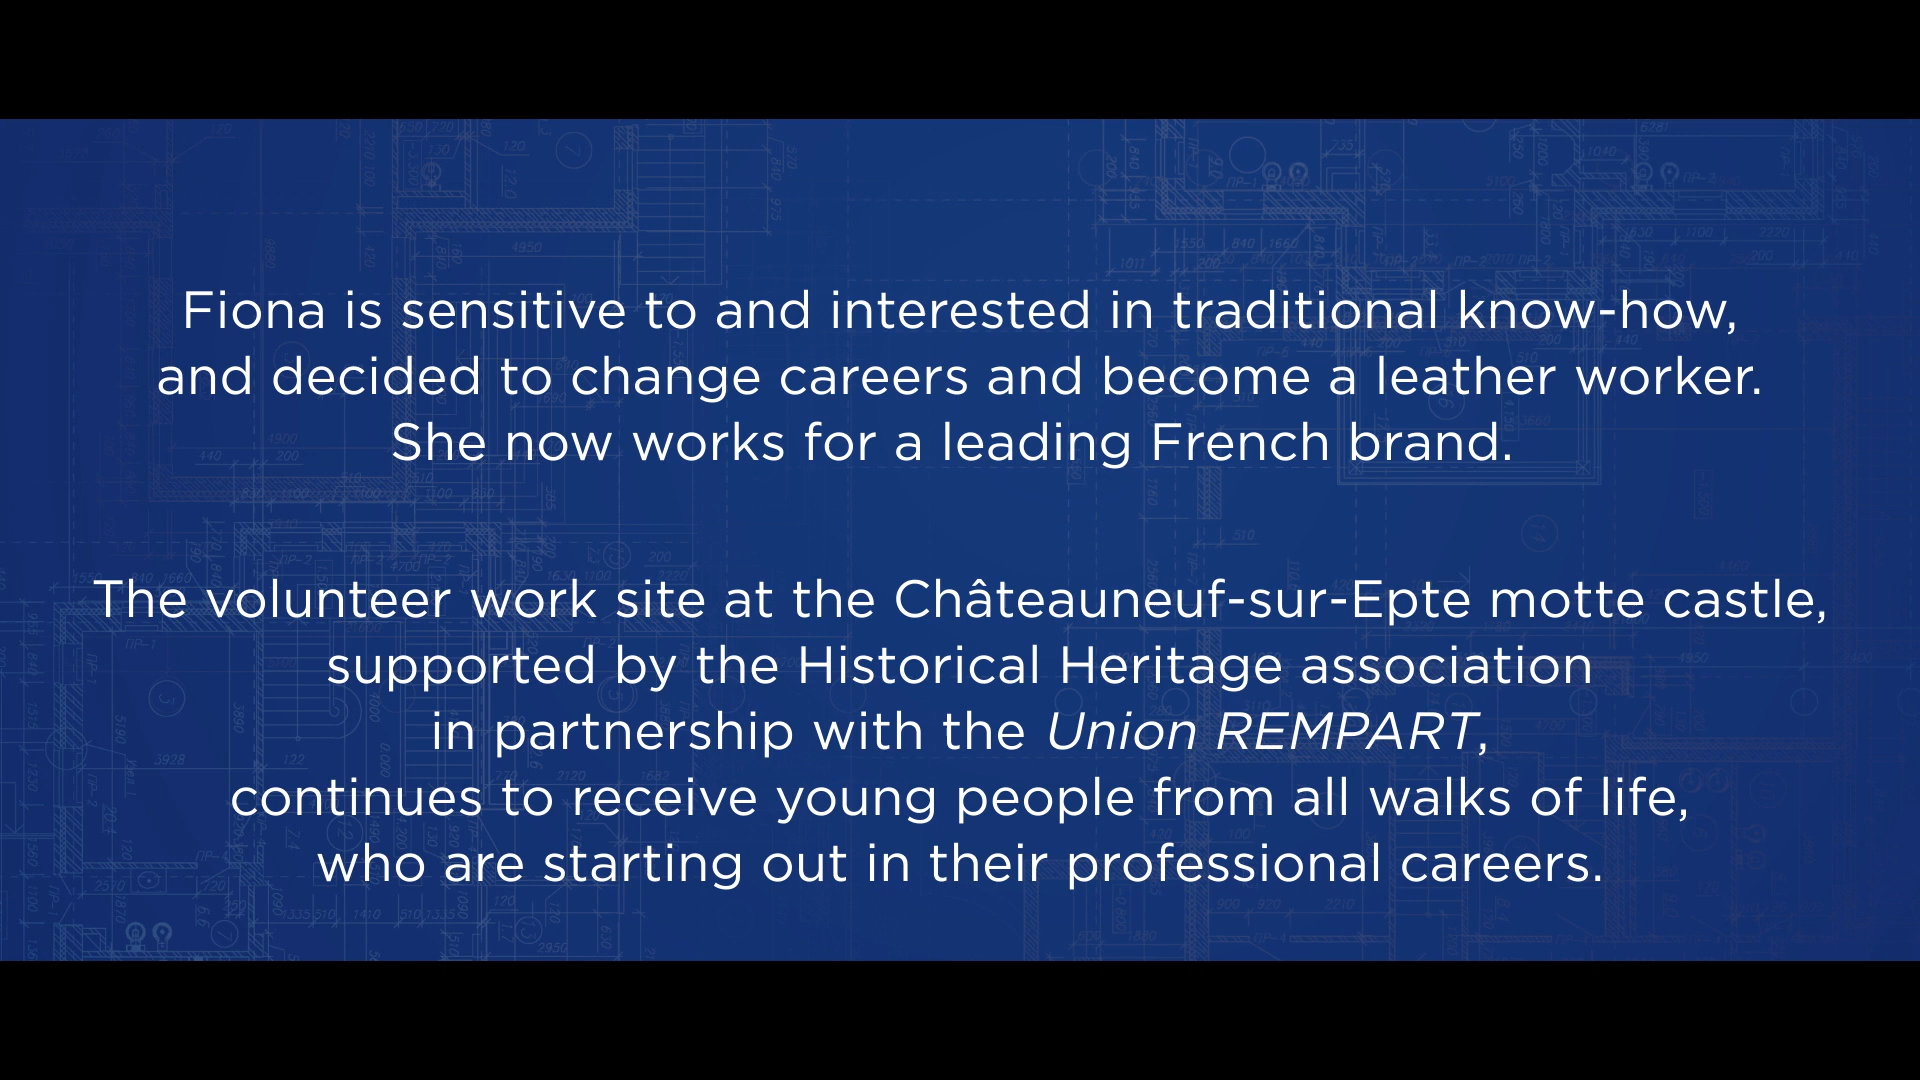 Fiona is sensitive to and interested in traditional know-how,
and decided to change careers and become a leather worker.
She now works for a leading French brand.
The volunteer work site at the Châteauneuf-sur-Epte motte castle,
supported by the Historical Heritage association
in partnership with the Union REMPART,
continues to receive young people from all walks of life,
who are starting out in their professional careers.